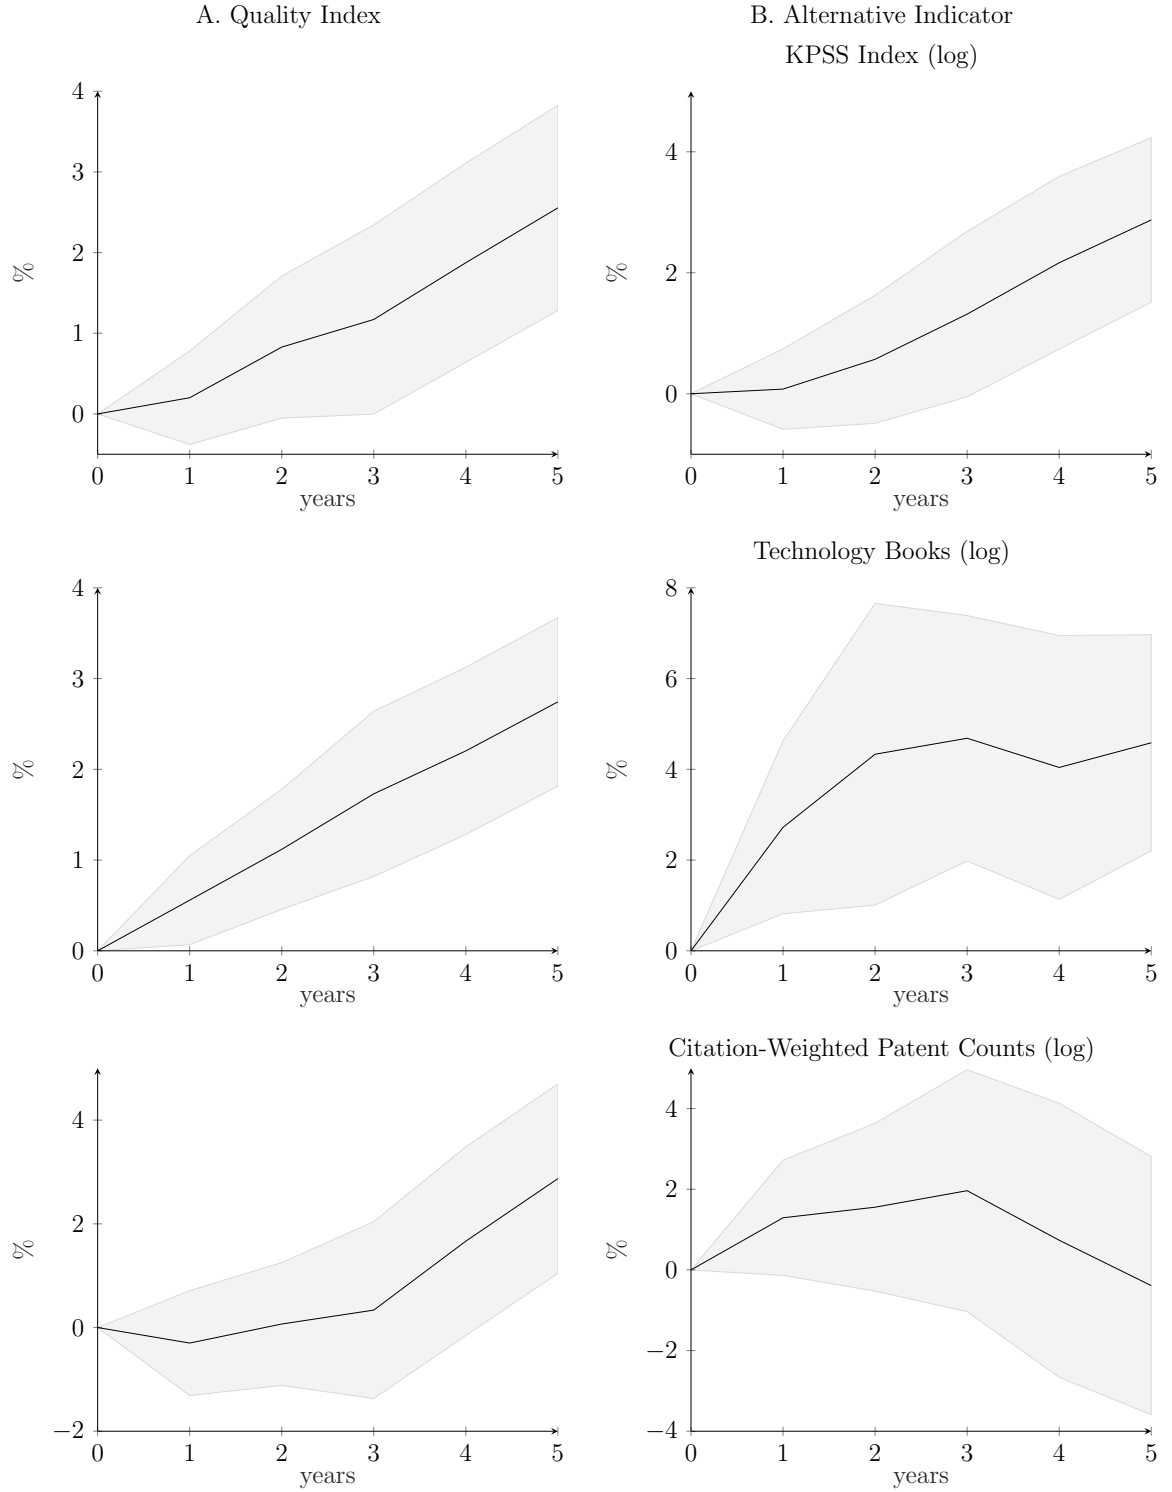 A. Quality Index
B. Alternative Indicator
KPSS Index (log)
4
3
2
1
0
%
0 1 2 3 4 5
years
4
2
0
%
0 1 2 3 4 5
years
Technology Books (log)
4
3
2
1
0
%
0 1 2 3 4 5
years
8
6
4
2
0
%
0 1 2 3 4 5
years
Citation-Weighted Patent Counts (log)
4
2
0
−2
%
0 1 2 3 4 5
years
4
2
0
−2
−4
%
0 1 2 3 4 5
years